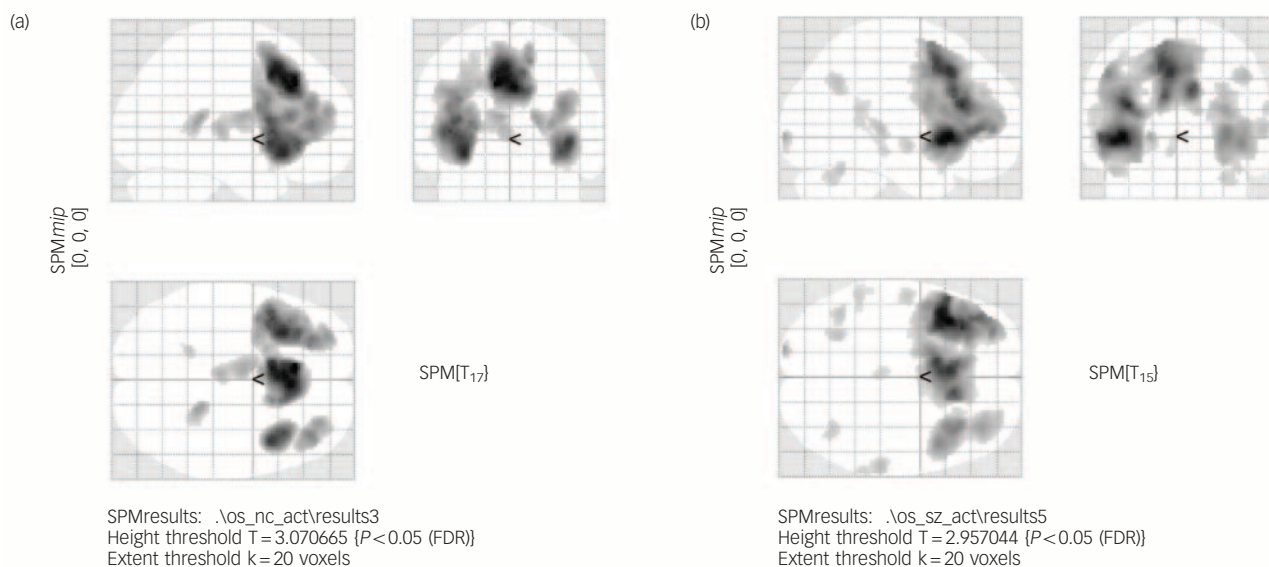 (a)
SPMmip
[0, 0, 0]
<
<
<
SPM[T17}
SPMresults: .\os_nc_act\results3
Height threshold T=3.070665 {P<0.05 (FDR)}
Extent threshold k=20 voxels
(b)
SPMmip
[0, 0, 0]
<
<
<
SPM[T15}
SPMresults: .\os_sz_act\results5
Height threshold T=2.957044 {P<0.05 (FDR)}
Extent threshold k=20 voxels